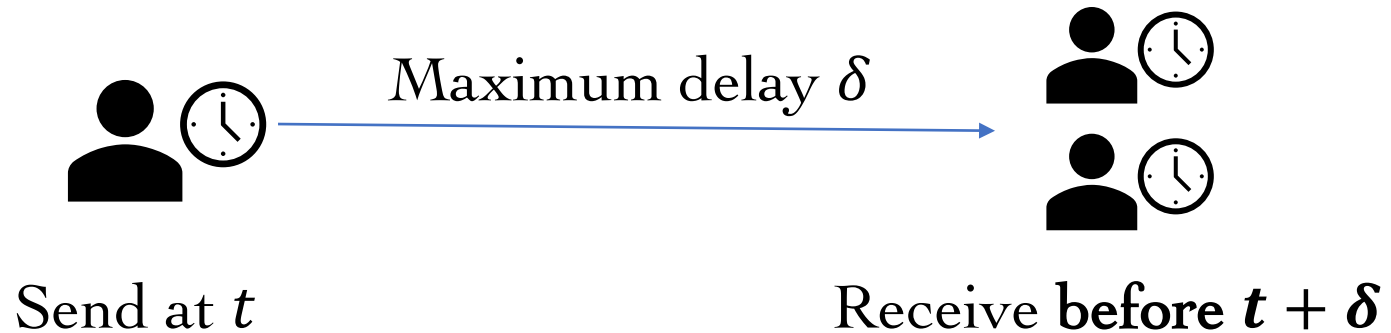 Maximum delay δ
Send at t
Receive before t + δ